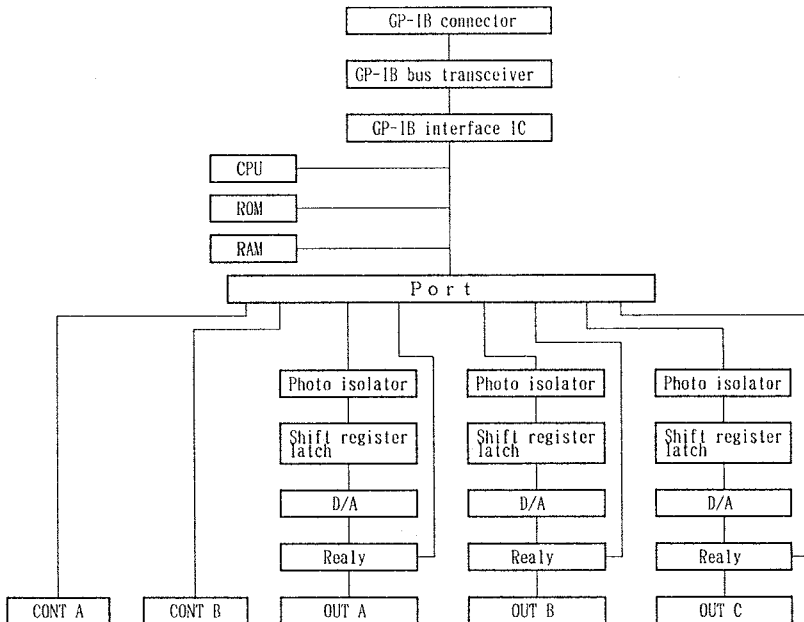 GP-IB connector
GP-IB bus transceiver
GP-IB interface IC
CPU
ROM
RAM
Port
Photo isolator
Photo isolator
Photo isolator
Shift register
latch
Shift register
latch
Shift register
latch
D/A
D/A
D/A
Realy
Realy
Realy
CONT A
CONT B
OUT A
OUT B
OUT C